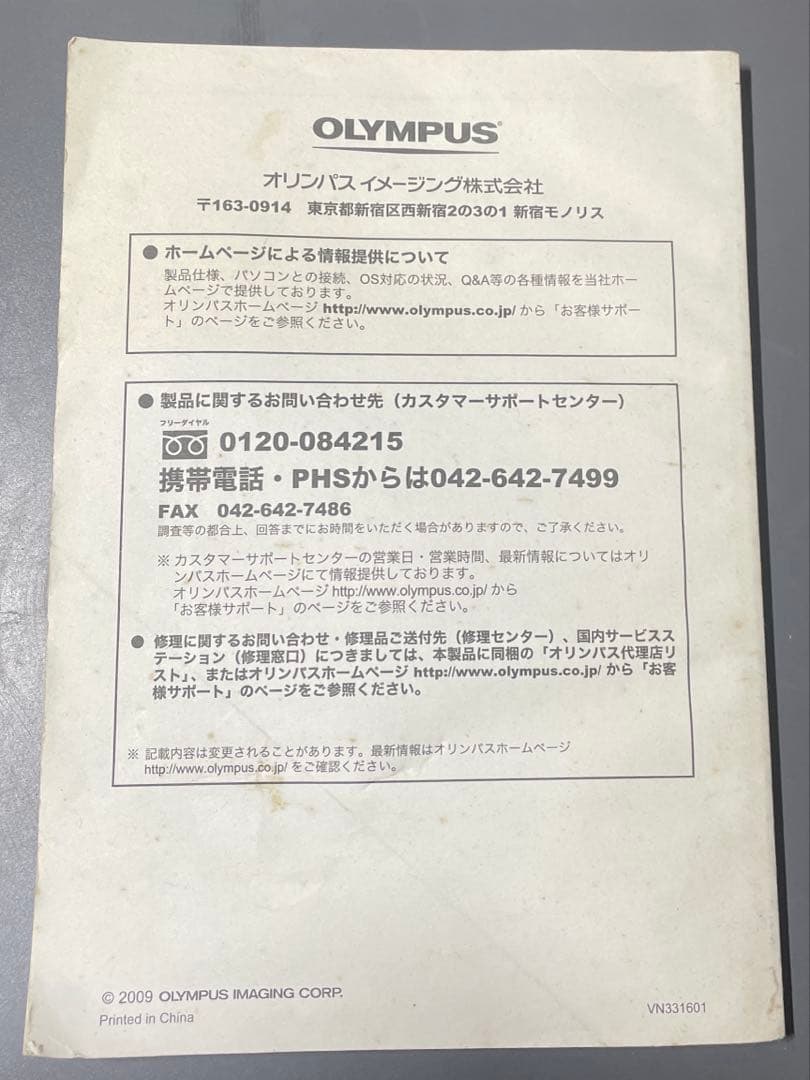 OLYMPUS®
オリンパス イメージング株式会社
〒163-0914 東京都新宿区西新宿2の3の1 新宿モノリス
● ホームページによる情報提供について
製品仕様、パソコンとの接続、OS対応の状況、Q&A等の各種情報を当社ホー
ムページで提供しております。
オリンパスホームページ http://www.olympus.co.jp/ から「お客様サポー
ト」のページをご参照ください。
● 製品に関するお問い合わせ先（カスタマーサポートセンター）
フリーダイヤル
0120-084215
携帯電話・PHSからは042-642-7499
FAX 042-642-7486
調査等の都合上、回答までにお時間をいただく場合がありますので、ご了承ください。
※ カスタマーサポートセンターの営業日・営業時間、最新情報についてはオリ
ンパスホームページにて情報提供しております。
オリンパスホームページ http://www.olympus.co.jp/ から
「お客様サポート」のページをご参照ください。
● 修理に関するお問い合わせ・修理品ご送付先（修理センター）、国内サービスス
テーション（修理窓口）につきましては、本製品に同梱の「オリンパス代理店リ
スト」、またはオリンパスホームページ http://www.olympus.co.jp/ から「お客
様サポート」のページをご参照ください。
※ 記載内容は変更されることがあります。最新情報はオリンパスホームページ
http://www.olympus.co.jp/ をご確認ください。
© 2009 OLYMPUS IMAGING CORP.
Printed in China
VN331601